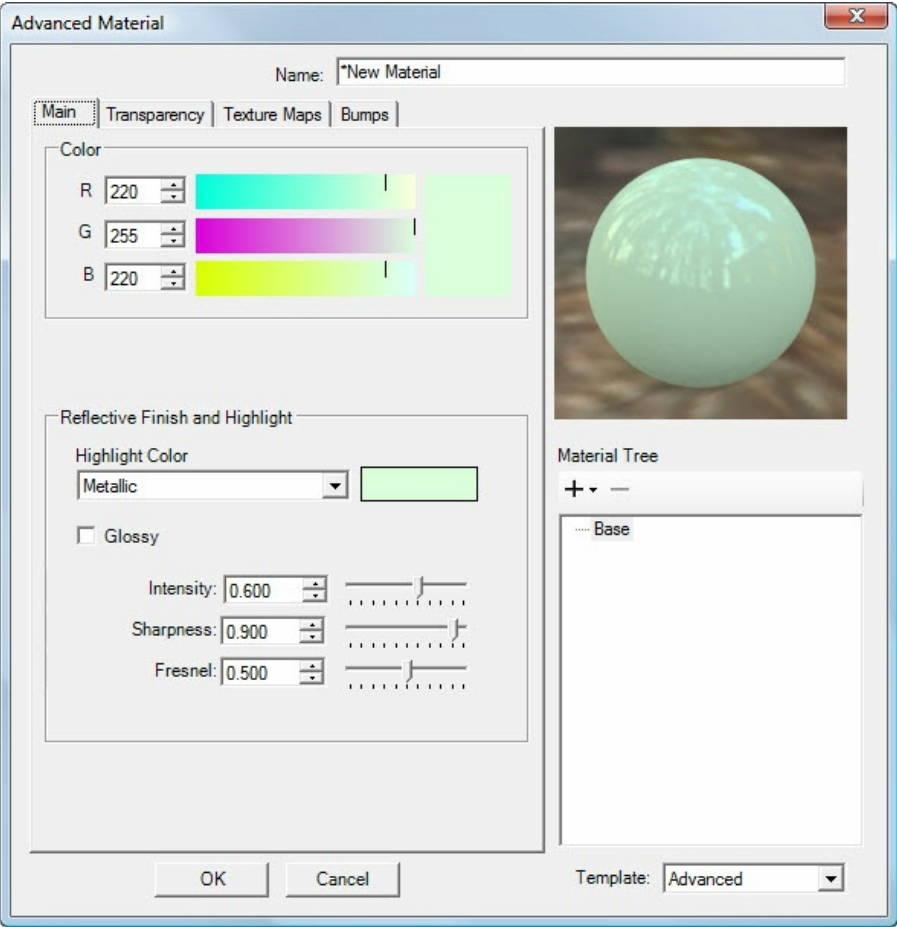 Advanced Material
Name: *New Material
Main Transparency Texture Maps Bumps
Color
R 220
G 255
B 220
Reflective Finish and Highlight
Highlight Color
Metallic
Glossy
Intensity: 0.600
Sharpness: 0.900
Fresnel: 0.500
Material Tree
Base
OK Cancel
Template: Advanced